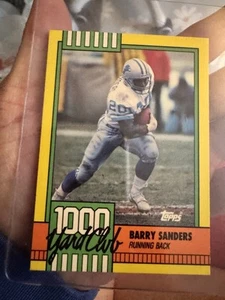 20
1000
Yard Club
BARRY SANDERS
RUNNING BACK
Topps